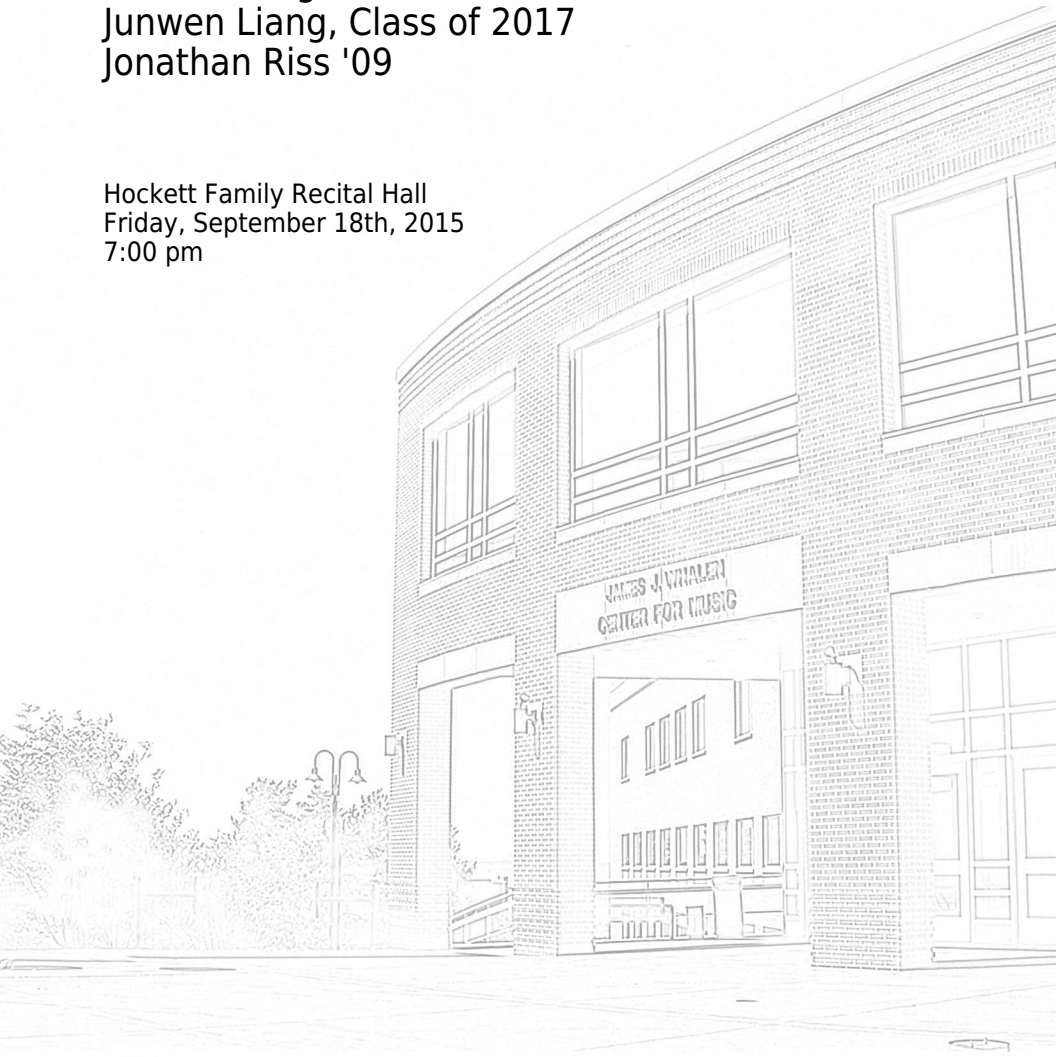 Junwen Liang, Class of 2017
Jonathan Riss '09
Hockett Family Recital Hall
Friday, September 18th, 2015
7:00 pm
JAMES J. WHALEN
CENTER FOR MUSIC